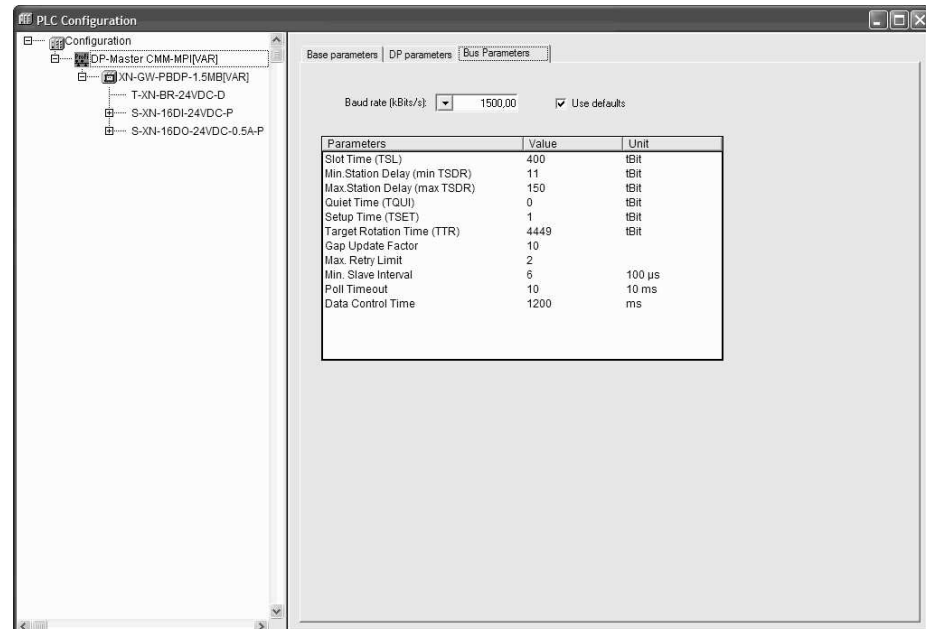 PLC Configuration
Configuration
DP-Master CMM-MPI[VAR]
XN-GW-PBDP-1.5MB[VAR]
T-XN-BR-24VDC-D
S-XN-16DI-24VDC-P
S-XN-16DO-24VDC-0.5A-P
Base parameters DP parameters Bus Parameters
Baud rate (kBits/s): 1500,00 Use defaults
Parameters Value Unit
Slot Time (TSL) 400 tBit
Min.Station Delay (min TSDR) 11 tBit
Max.Station Delay (max TSDR) 150 tBit
Quiet Time (TQUI) 0 tBit
Setup Time (TSET) 1 tBit
Target Rotation Time (TTR) 4449 tBit
Gap Update Factor 10
Max. Retry Limit 2
Min. Slave Interval 6 100 µs
Poll Timeout 10 10 ms
Data Control Time 1200 ms